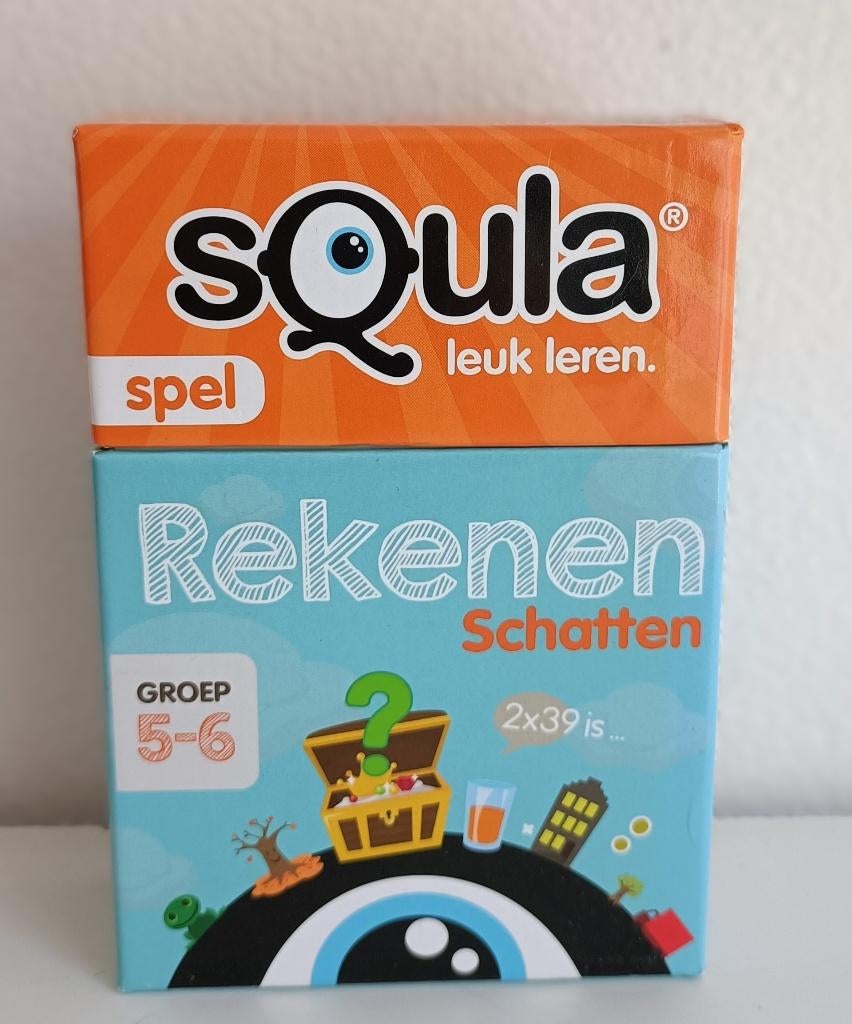 sQula®
leuk leren.
spel
Rekenen
Schatten
GROEP
5-6
?
2x39 is ...